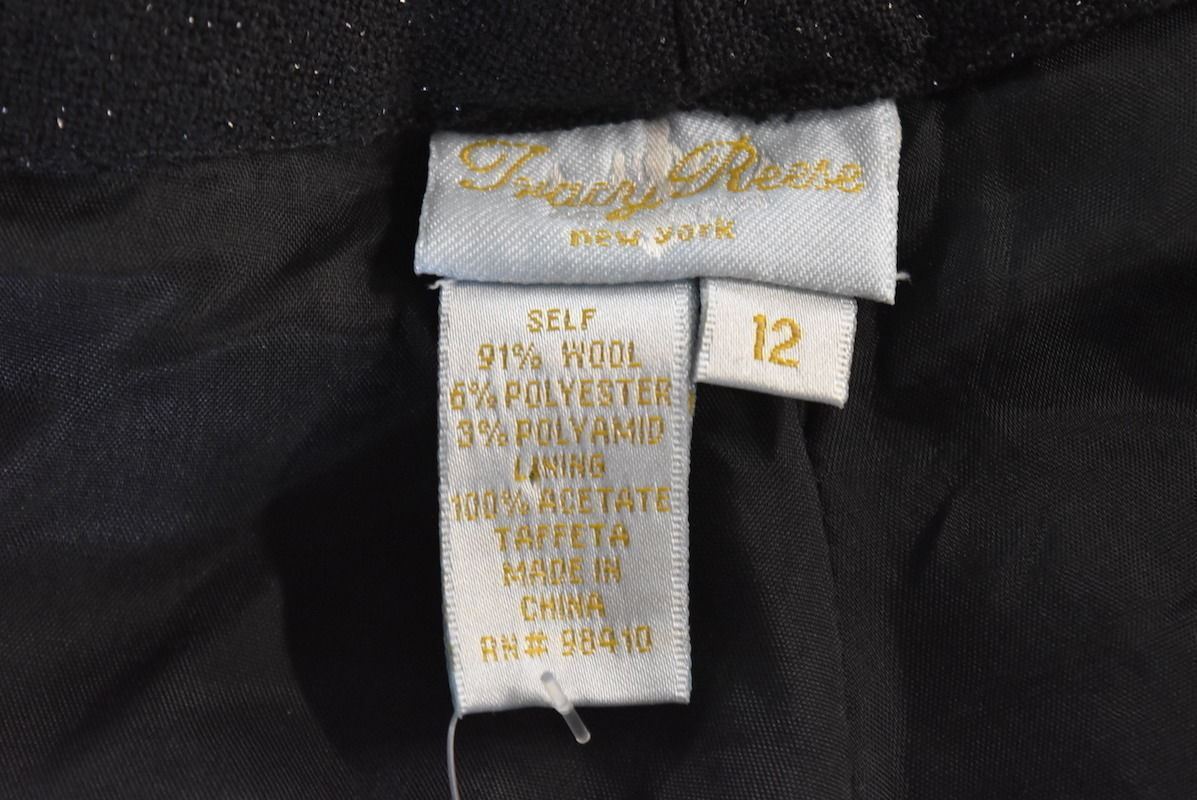 Tracy Reese
new york
12
SELF
91% WOOL
6% POLYESTER
3% POLYAMID
LINING
100% ACETATE
TAFFETA
MADE IN
CHINA
RN# 98410